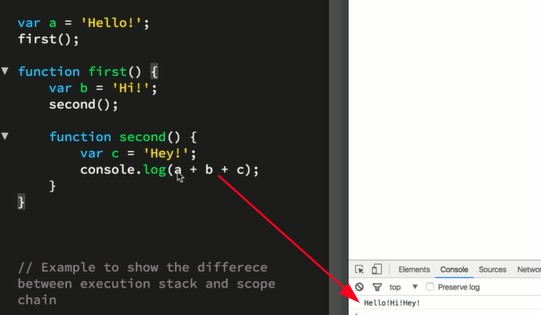 var a = 'Hello!';
first();
function first() {
var b = 'Hi!';
second();
function second() {
var c = 'Hey!';
console.log(a + b + c);
}
}
// Example to show the differece
between execution stack and scope
chain
Elements Console Sources Networ
top Preserve log
Hello!Hi!Hey!